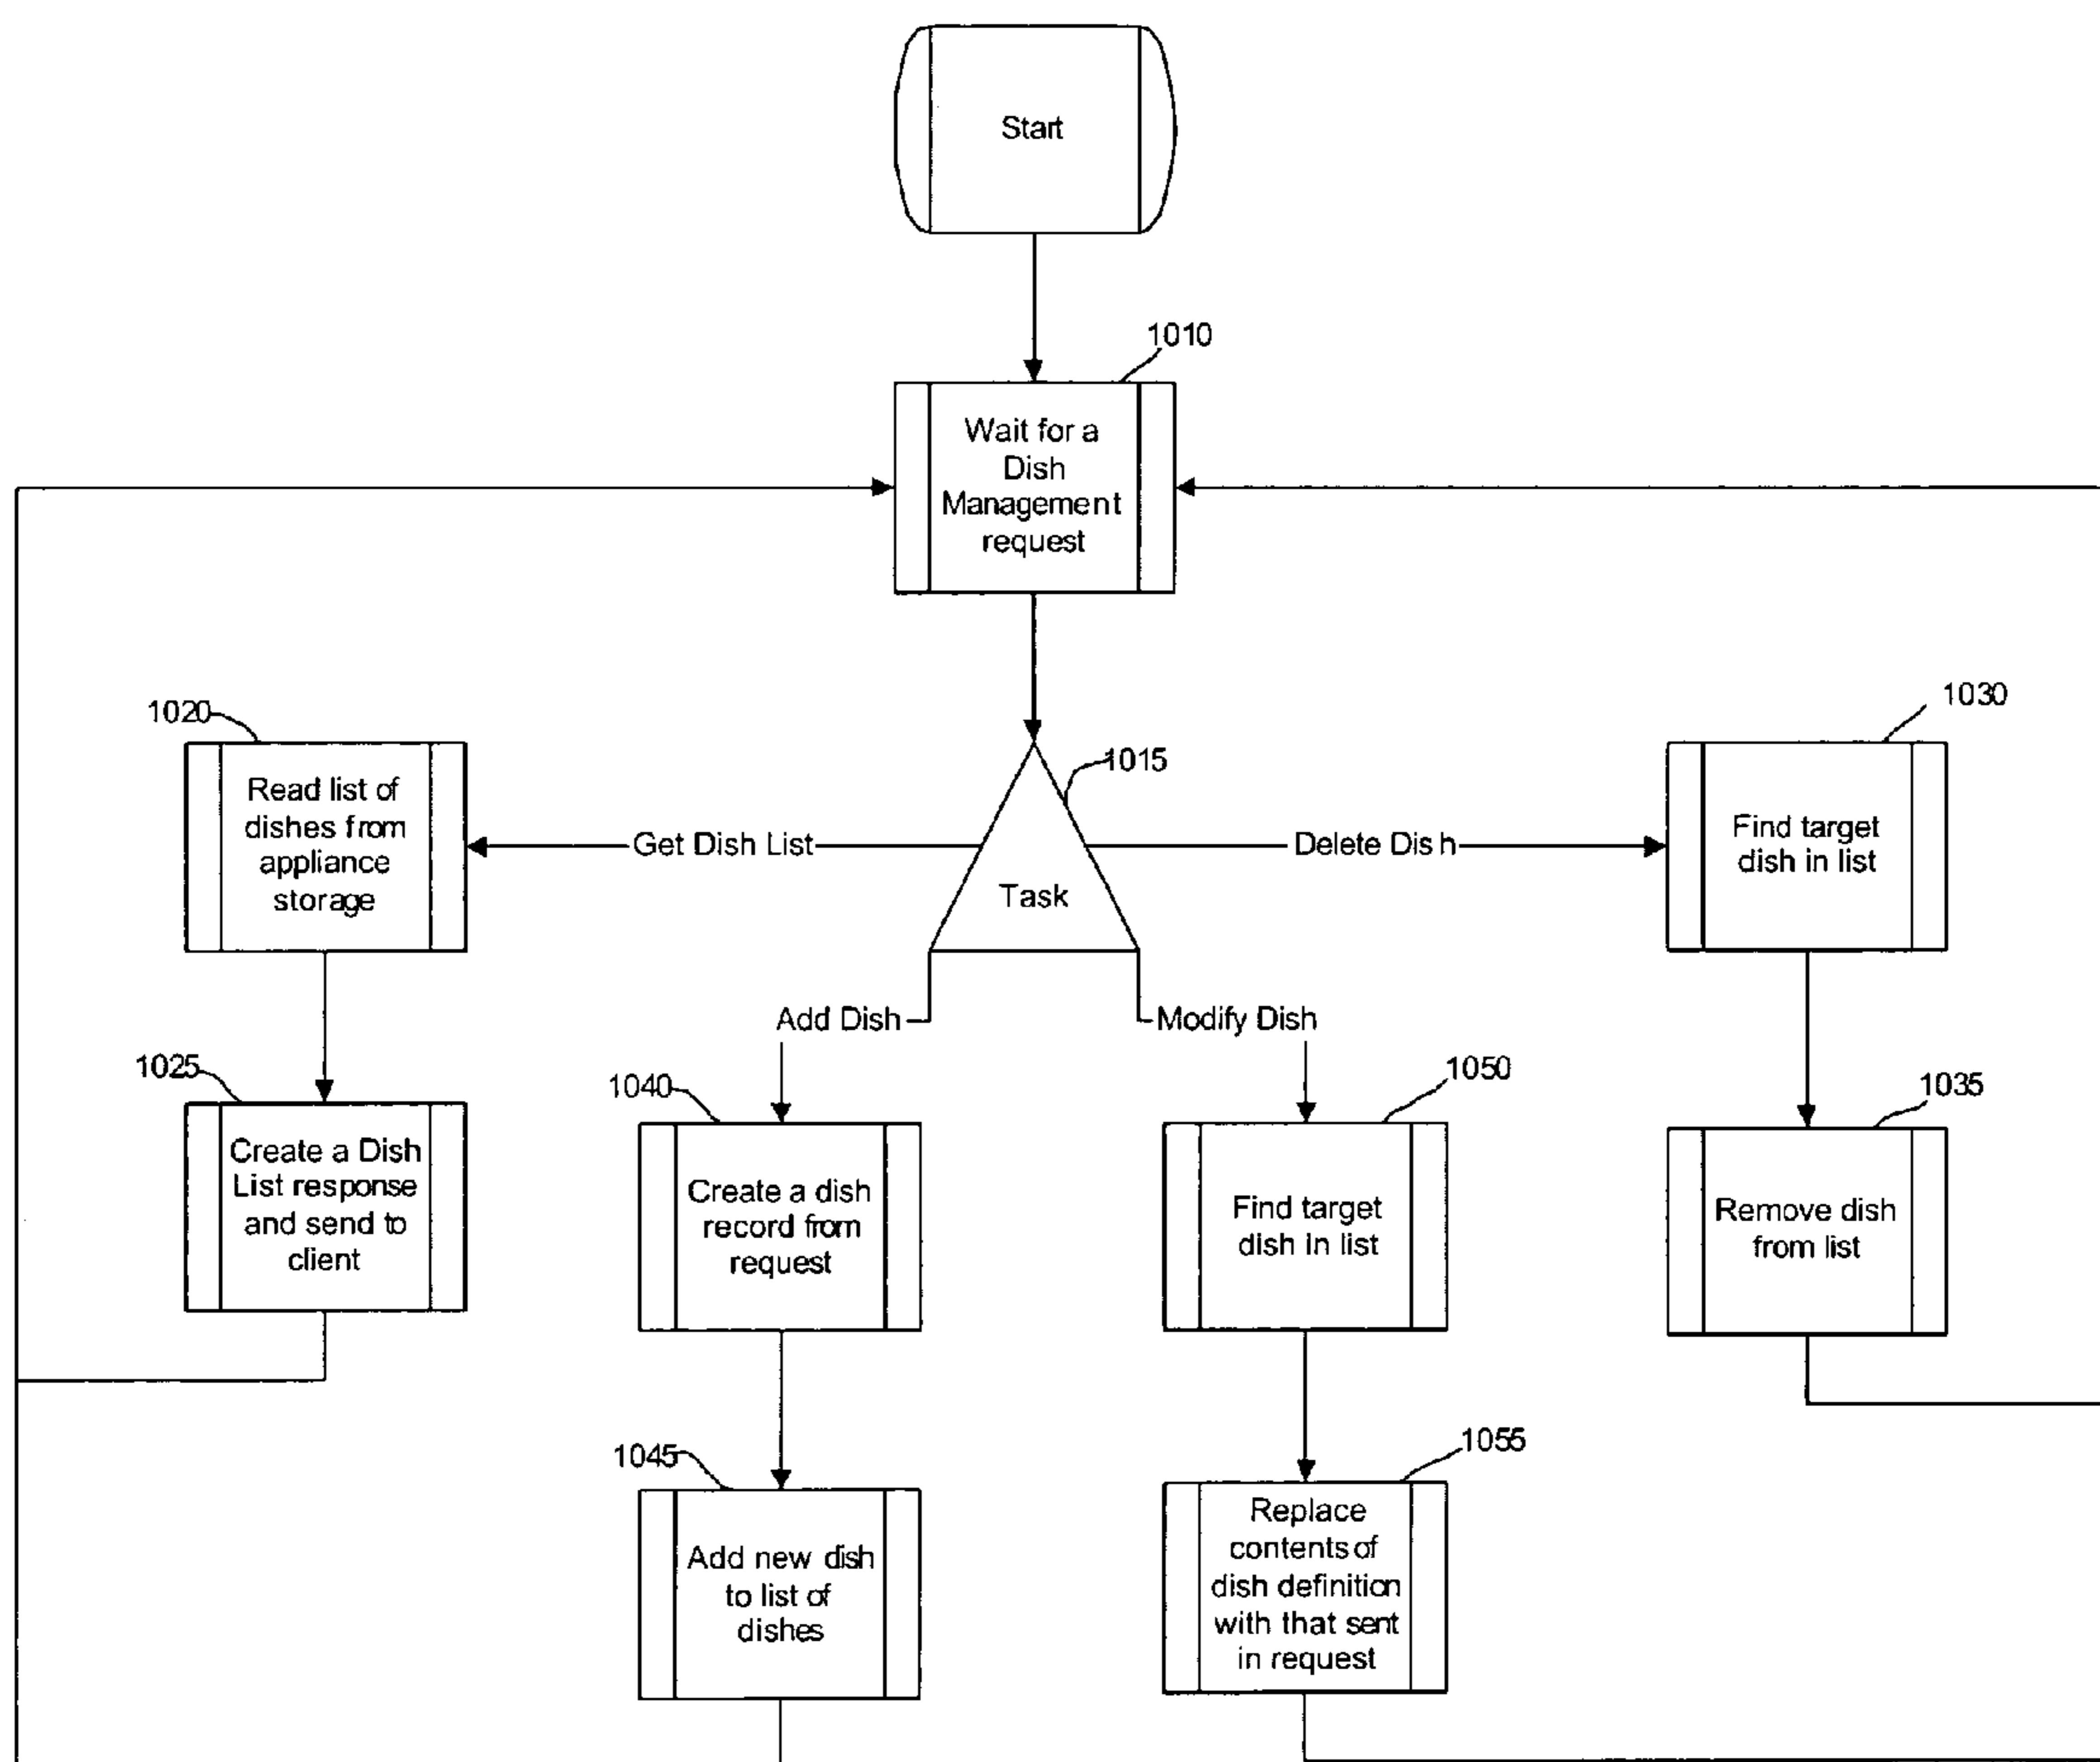 Start
1010
Wait for a
Dish
Management
request
1020
1015
1030
Read list of
dishes from
appliance
storage
Get Dish List
Task
Delete Dish
Find target
dish in list
Add Dish
Modify Dish
1025
1040
1050
1035
Create a Dish
List response
and send to
client
Create a dish
record from
request
Find target
dish in list
Remove dish
from list
1045
1055
Add new dish
to list of
dishes
Replace
contents of
dish definition
with that sent
in request